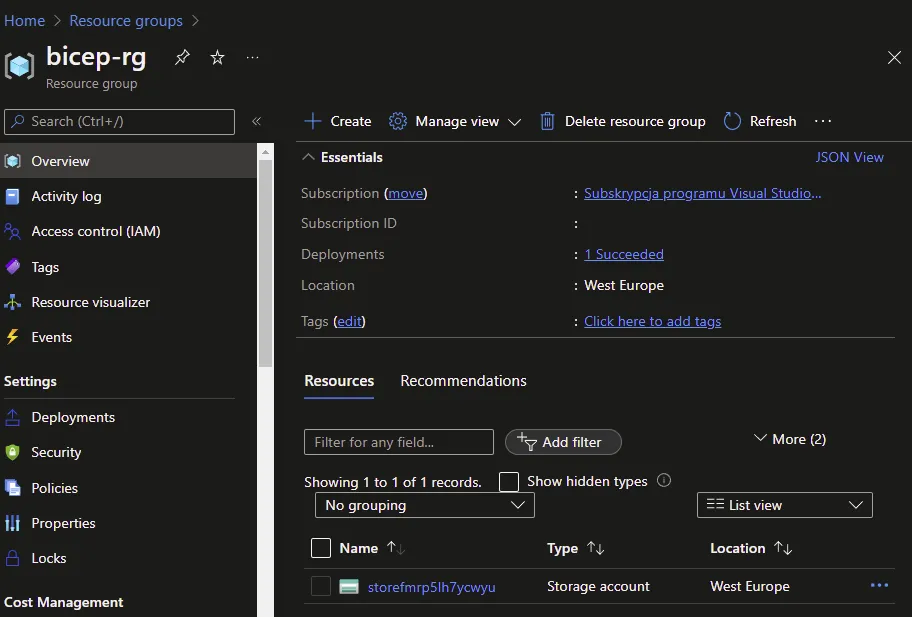 Home > Resource groups >
bicep-rg
Resource group
Search (Ctrl+/)
«
Overview
Activity log
Access control (IAM)
Tags
Resource visualizer
Events
Settings
Deployments
Security
Policies
Properties
Locks
Cost Management
Create Manage view Delete resource group Refresh ...
Essentials JSON View
Subscription (move) : Subskrypcja programu Visual Studio...
Subscription ID :
Deployments : 1 Succeeded
Location : West Europe
Tags (edit) : Click here to add tags
Resources Recommendations
Filter for any field... Add filter More (2)
Showing 1 to 1 of 1 records. Show hidden types
No grouping List view
Name Type Location
storefmrp5lh7ycwyu Storage account West Europe ...